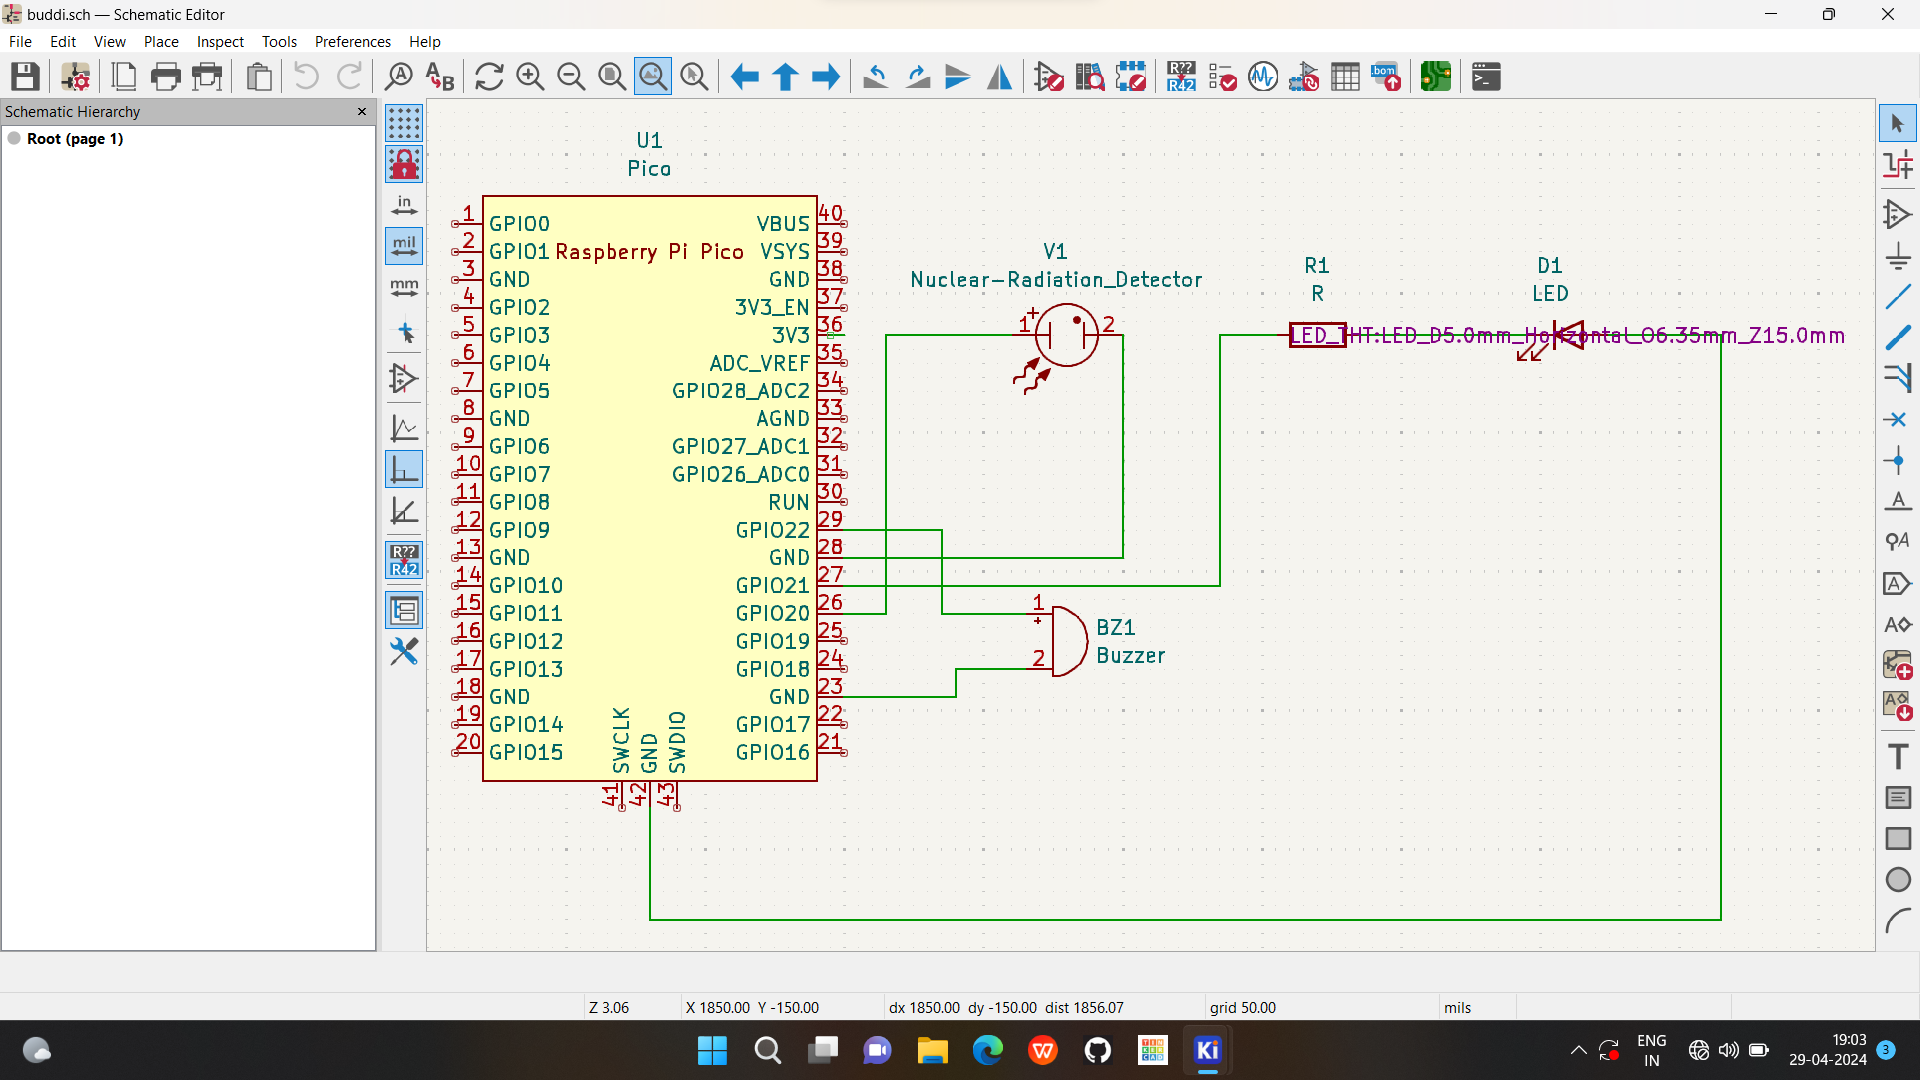 buddi.sch — Schematic Editor
File Edit View Place Inspect Tools Preferences Help
Schematic Hierarchy
Root (page 1)
in
mil
mm
R??
R42
.bom
U1
Pico
Raspberry Pi Pico
1 GPIO0
2 GPIO1
3 GND
4 GPIO2
5 GPIO3
6 GPIO4
7 GPIO5
8 GND
9 GPIO6
10 GPIO7
11 GPIO8
12 GPIO9
13 GND
14 GPIO10
15 GPIO11
16 GPIO12
17 GPIO13
18 GND
19 GPIO14
20 GPIO15
VBUS 40
VSYS 39
GND 38
3V3_EN 37
3V3 36
ADC_VREF 35
GPIO28_ADC2 34
AGND 33
GPIO27_ADC1 32
GPIO26_ADC0 31
RUN 30
GPIO22 29
GND 28
GPIO21 27
GPIO20 26
GPIO19 25
GPIO18 24
GND 23
GPIO17 22
GPIO16 21
SWCLK 41
GND 42
SWDIO 43
V1
Nuclear-Radiation_Detector
1 + 2
R1
R
D1
LED
LED_THT:LED_D5.0mm_Horizontal_O6.35mm_Z15.0mm
1
+
2
BZ1
Buzzer
Z 3.06 X 1850.00 Y -150.00 dx 1850.00 dy -150.00 dist 1856.07 grid 50.00 mils
TIN
KER
CAD
Ki
ENG
IN
19:03
29-04-2024
3